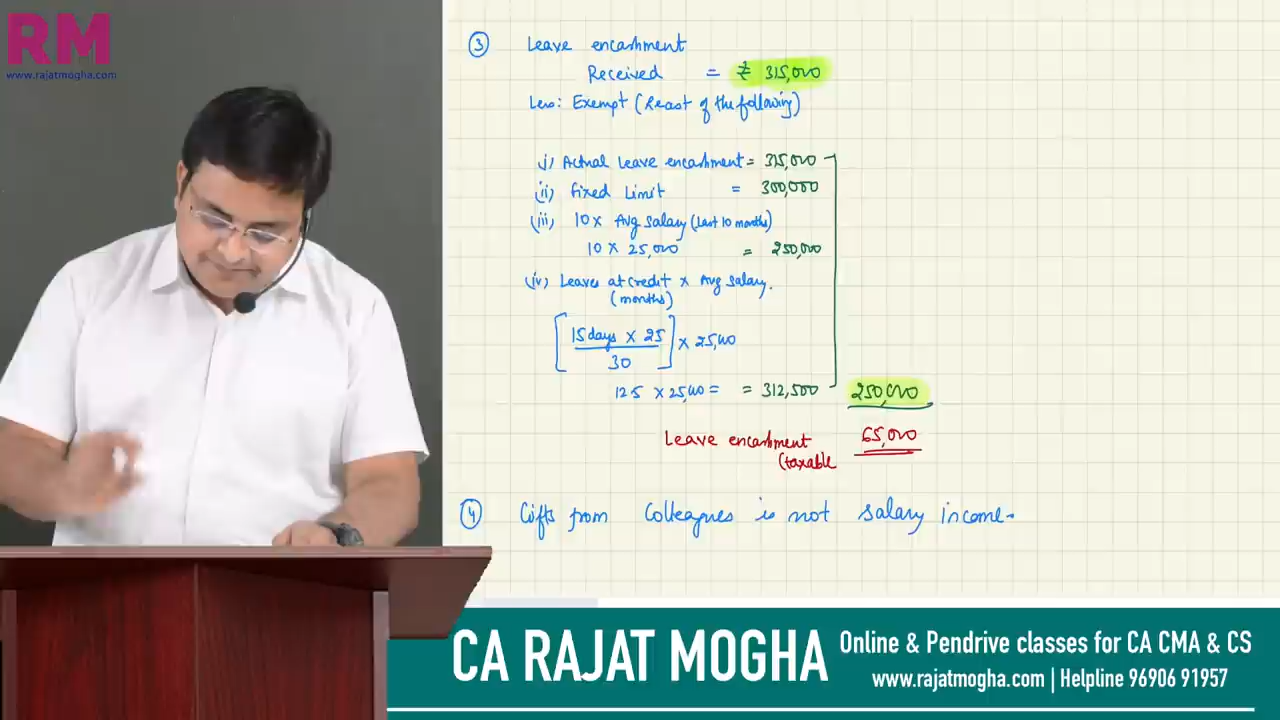 RM
www.rajatmogha.com
③ Leave encashment
Received = ₹ 315,000
Less: Exempt (Least of the following)
i) Actual Leave encashment = 315,000
(ii) Fixed Limit = 300,000
(iii) 10 x Avg salary (Last 10 months)
10 x 25,000 = 250,000
(iv) Leaves at credit x Avg salary.
(months)
[15 days x 25 / 30] x 25,000
12.5 x 25,000 = = 312,500 250,000
Leave encashment 65,000
(taxable
④ Gifts from Colleagues is not salary income.
CA RAJAT MOGHA
Online & Pendrive classes for CA CMA & CS
www.rajatmogha.com | Helpline 96906 91957